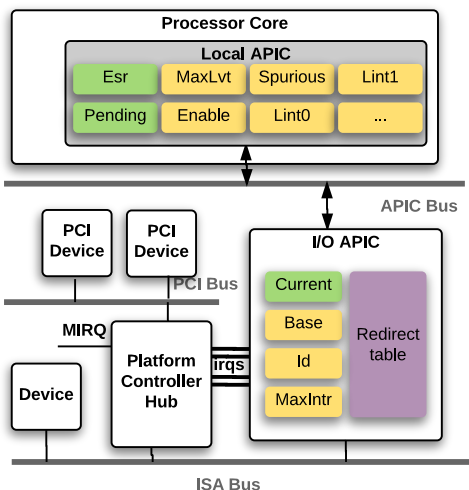 Processor Core
Local APIC
Esr MaxLvt Spurious Lint1
Pending Enable Lint0 ...
APIC Bus
PCI Device
PCI Device
PCI Bus
I/O APIC
Current
Base
Id
MaxIntr
Redirect table
MIRQ
Platform Controller Hub
irqs
Device
ISA Bus